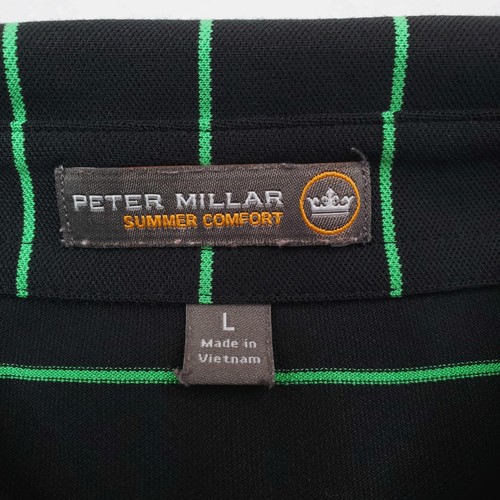 PETER MILLAR
SUMMER COMFORT
L
Made in
Vietnam